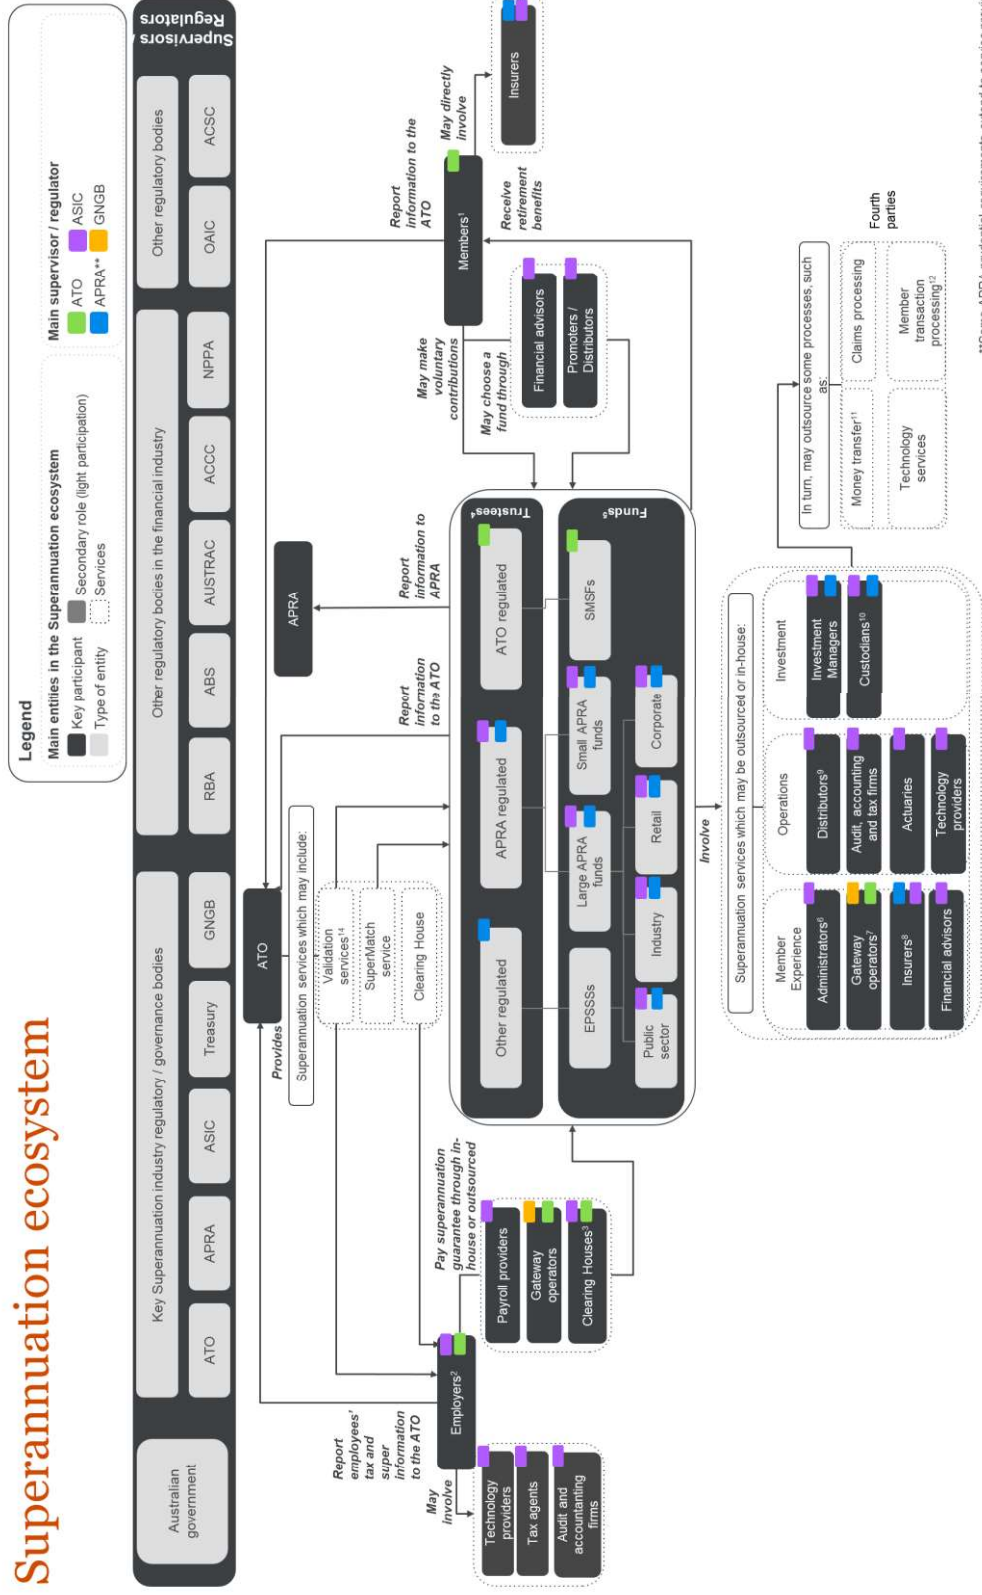 Superannuation ecosystem
Legend
Main entities in the Superannuation ecosystem
Key participant
Secondary role (light participation)
Type of entity
Services
Main supervisor / regulator
ATO
ASIC
APRA**
GNGB
Supervisors /
Regulators
Australian
government
Key Superannuation industry regulatory / governance bodies
ATO
APRA
ASIC
Treasury
GNGB
Other regulatory bodies in the financial industry
RBA
ABS
AUSTRAC
ACCC
NPPA
Other regulatory bodies
OAIC
ACSC
ATO
APRA
Provides
Superannuation services which may include:
Validation
services¹⁴
SuperMatch
service
Clearing House
Report
employees'
tax and
super
information
to the ATO
Report
information
to the ATO
Report
information to
APRA
Report
information to the
ATO
Employers²
May
involve
Technology
providers
Tax agents
Audit and
accountanting
firms
Pay superannuation
guarantee through in-
house or outsourced
Payroll providers
Gateway
operators
Clearing Houses³
Trustees⁴
Other regulated
APRA regulated
ATO regulated
Funds⁵
EPSSSs
Large APRA
funds
Small APRA
funds
SMSFs
Public
sector
Industry
Retail
Corporate
May make
voluntary
contributions
May choose a
fund through
Financial advisors
Promoters /
Distributors
Members¹
May directly
involve
Insurers
Receive
retirement
benefits
Involve
Superannuation services which may be outsourced or in-house:
Member
Experience
Administrators⁶
Gateway
operators⁷
Insurers⁸
Financial advisors
Operations
Distributors⁹
Audit, accounting
and tax firms
Actuaries
Technology
providers
Investment
Investment
Managers
Custodians¹⁰
In turn, may outsource some processes, such
as:
Money transfer¹¹
Claims processing
Technology
services
Member
transaction
processing¹²
Fourth
parties